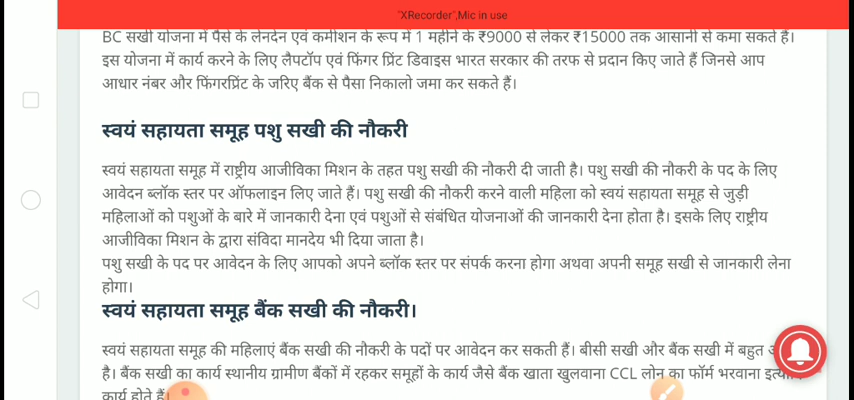 "XRecorder",Mic in use
BC सखी योजना में पैसे के लेनदेन एवं कमीशन के रूप में 1 महीने के ₹9000 से लेकर ₹15000 तक आसानी से कमा सकते हैं।
इस योजना में कार्य करने के लिए लैपटॉप एवं फिंगर प्रिंट डिवाइस भारत सरकार की तरफ से प्रदान किए जाते हैं जिनसे आप
आधार नंबर और फिंगरप्रिंट के जरिए बैंक से पैसा निकालो जमा कर सकते हैं।
स्वयं सहायता समूह पशु सखी की नौकरी
स्वयं सहायता समूह में राष्ट्रीय आजीविका मिशन के तहत पशु सखी की नौकरी दी जाती है। पशु सखी की नौकरी के पद के लिए
आवेदन ब्लॉक स्तर पर ऑफलाइन लिए जाते हैं। पशु सखी की नौकरी करने वाली महिला को स्वयं सहायता समूह से जुड़ी
महिलाओं को पशुओं के बारे में जानकारी देना एवं पशुओं से संबंधित योजनाओं की जानकारी देना होता है। इसके लिए राष्ट्रीय
आजीविका मिशन के द्वारा संविदा मानदेय भी दिया जाता है।
पशु सखी के पद पर आवेदन के लिए आपको अपने ब्लॉक स्तर पर संपर्क करना होगा अथवा अपनी समूह सखी से जानकारी लेना
होगा।
स्वयं सहायता समूह बैंक सखी की नौकरी।
स्वयं सहायता समूह की महिलाएं बैंक सखी की नौकरी के पदों पर आवेदन कर सकती हैं। बीसी सखी और बैंक सखी में बहुत
है। बैंक सखी का कार्य स्थानीय ग्रामीण बैंकों में रहकर समूहों के कार्य जैसे बैंक खाता खुलवाना CCL लोन का फॉर्म भरवाना
कार्य होते हैं।